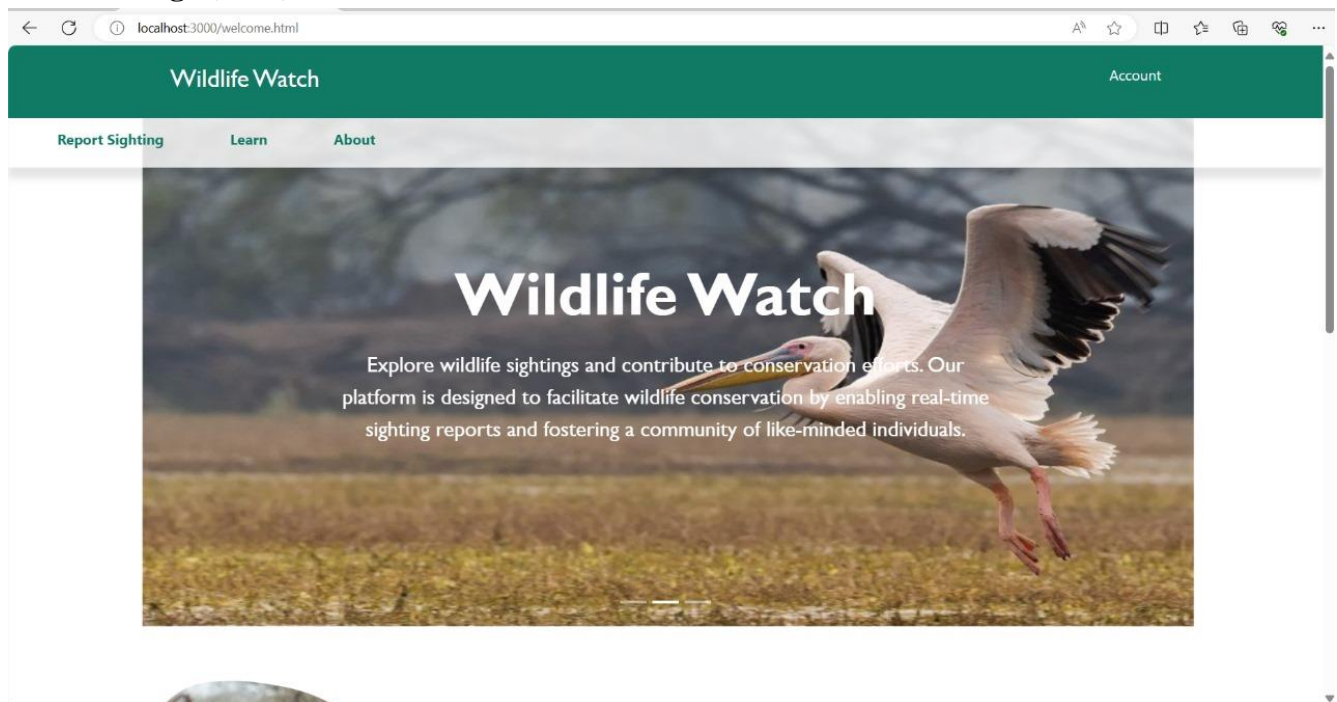 localhost:3000/welcome.html
Wildlife Watch
Account
Report Sighting
Learn
About
Wildlife Watch
Explore wildlife sightings and contribute to conservation efforts. Our
platform is designed to facilitate wildlife conservation by enabling real-time
sighting reports and fostering a community of like-minded individuals.